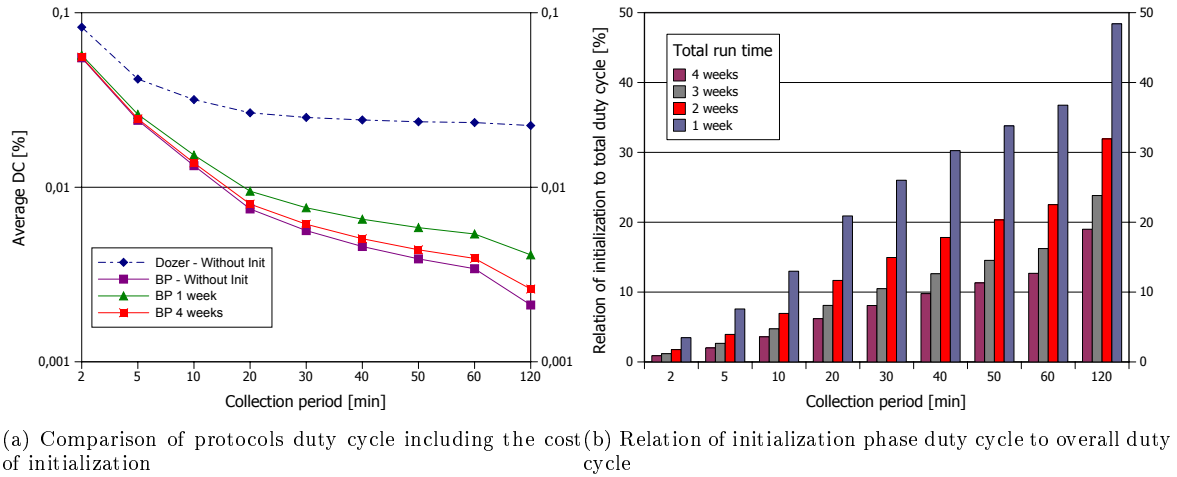 0,1
0,1
0,01
0,01
0,001
0,001
Average DC [%]
Dozer - Without Init
BP - Without Init
BP 1 week
BP 4 weeks
2 5 10 20 30 40 50 60 120
Collection period [min]
50
50
40
40
30
30
20
20
10
10
0
0
Relation of initialization to total duty cycle [%]
Total run time
4 weeks
3 weeks
2 weeks
1 week
2 5 10 20 30 40 50 60 120
Collection period [min]
(a) Comparison of protocols duty cycle including the cost
of initialization
(b) Relation of initialization phase duty cycle to overall duty
cycle